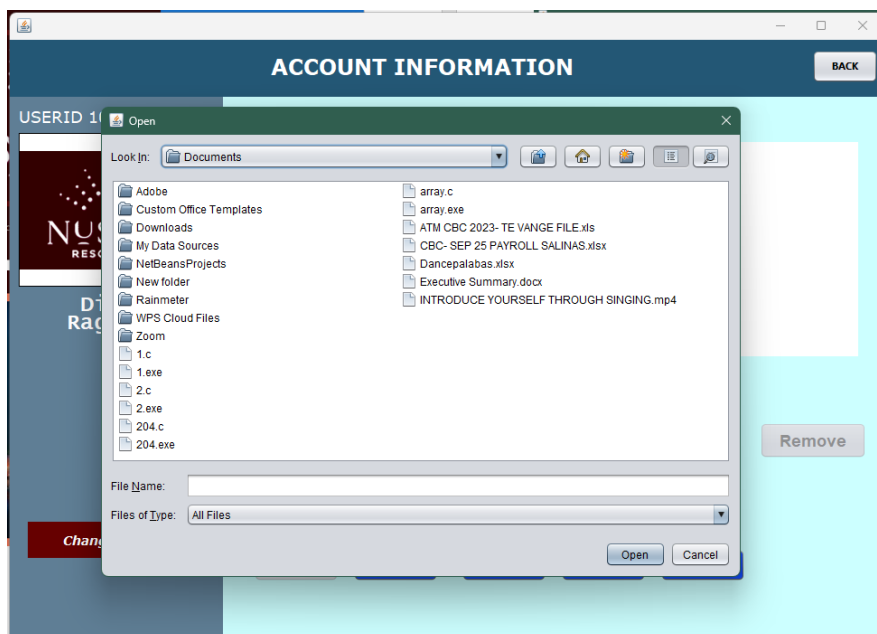 ACCOUNT INFORMATION
BACK
USERID 10
Open
Look In:
Documents
Adobe
Custom Office Templates
Downloads
My Data Sources
NetBeansProjects
New folder
Rainmeter
WPS Cloud Files
Zoom
1.c
1.exe
2.c
2.exe
204.c
204.exe
array.c
array.exe
ATM CBC 2023- TE VANGE FILE.xls
CBC- SEP 25 PAYROLL SALINAS.xlsx
Dancepalabas.xlsx
Executive Summary.docx
INTRODUCE YOURSELF THROUGH SINGING.mp4
File Name:
Files of Type:
All Files
Open
Cancel
Remove